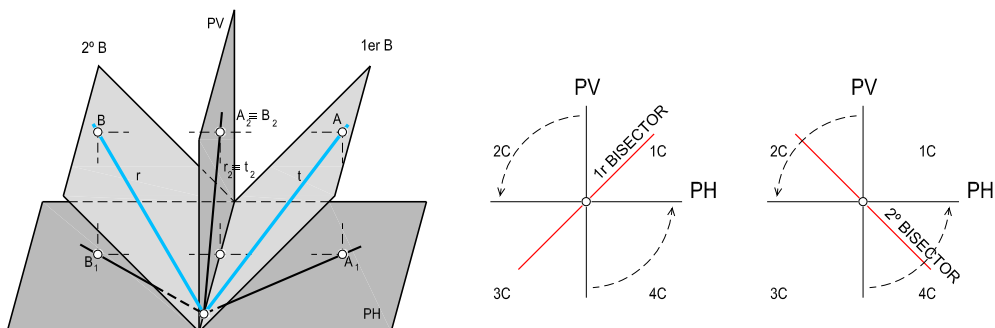 PV
2º B
1er B
B
A₂≡ B₂
A
r₂≡ t₂
r
t
B₁
A₁
PH
PV
1r BISECTOR
2C
1C
PH
3C
4C
PV
2C
1C
PH
2º BISECTOR
3C
4C